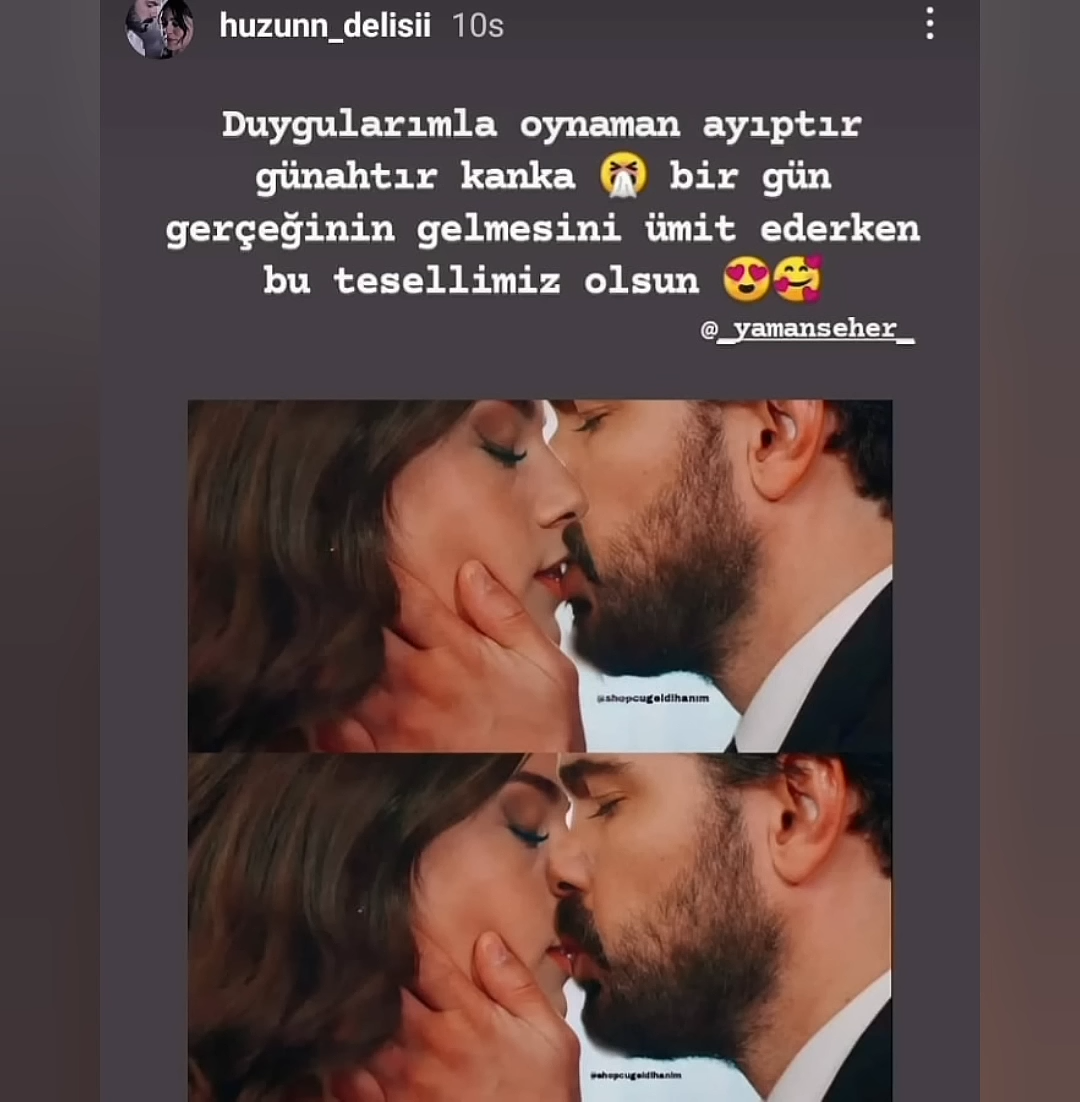 huzunn_delisii 10s
Duygularımla oynaman ayıptır
günahtır kanka 🤧 bir gün
gerçeğinin gelmesini ümit ederken
bu tesellimiz olsun 😍🥰
@_yamanseher_
@shopcugeldihanım
@shopcugeldihanım